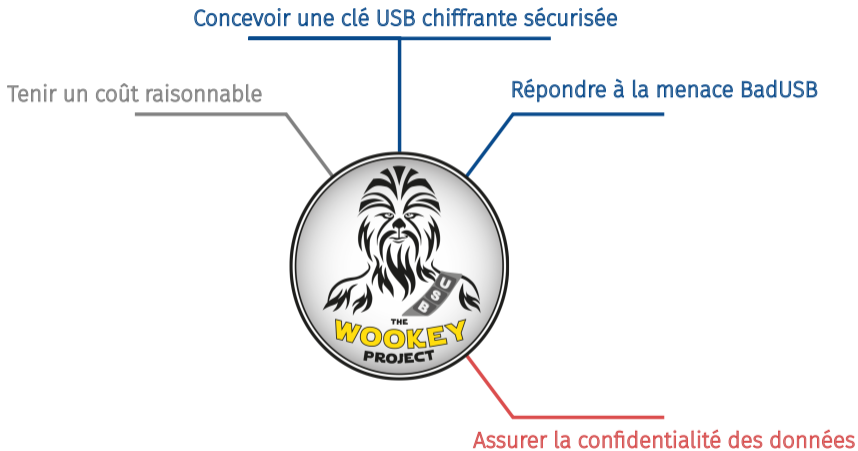 Concevoir une clé USB chiffrante sécurisée
Tenir un coût raisonnable
Répondre à la menace BadUSB
USB
THE
WOOKEY
PROJECT
Assurer la confidentialité des données